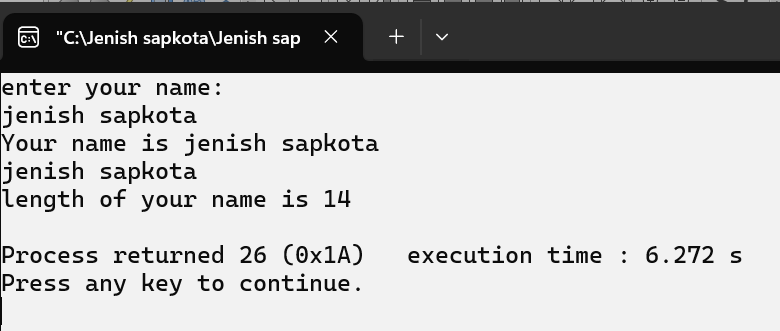 "C:\Jenish sapkota\Jenish sap
enter your name:
jenish sapkota
Your name is jenish sapkota
jenish sapkota
length of your name is 14
Process returned 26 (0x1A)   execution time : 6.272 s
Press any key to continue.